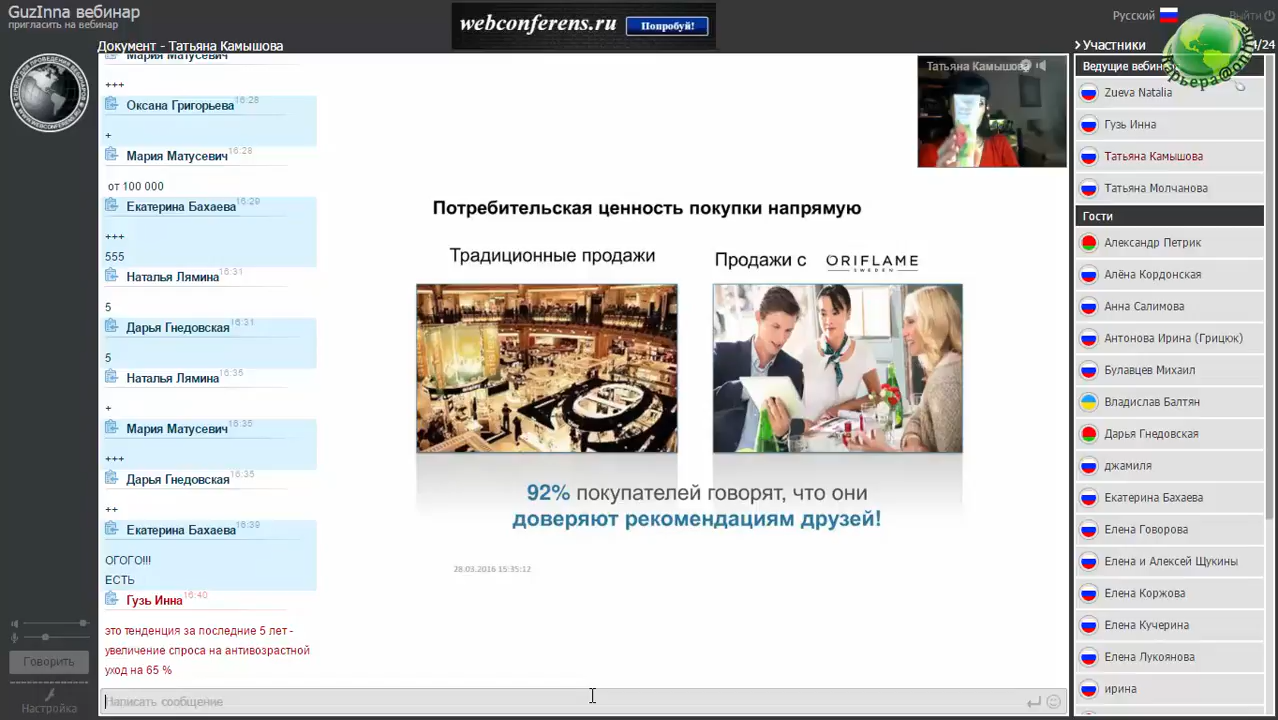 GuzInna вебинар
пригласить на вебинар
webconferens.ru Попробуй!
Русский
Выйти
Документ - Татьяна Камышова
Мария Матусевич
+++
Оксана Григорьева 16:28
+
Мария Матусевич 16:28
от 100 000
Екатерина Бахаева 16:29
+++
555
Наталья Лямина 16:31
5
Дарья Гнедовская 16:31
5
Наталья Лямина 16:35
+
Мария Матусевич 16:35
+++
Дарья Гнедовская 16:35
++
Екатерина Бахаева 16:39
ОГОГО!!!
ЕСТЬ
Гузь Инна 16:40
это тенденция за последние 5 лет -
увеличение спроса на антивозрастной
уход на 65 %
Написать сообщение
Говорить
Настройка
Татьяна Камышова
Потребительская ценность покупки напрямую
Традиционные продажи
Продажи с ORIFLAME
SWEDEN
92% покупателей говорят, что они
доверяют рекомендациям друзей!
28.03.2016 15:35:12
Участники
/24
Ведущие вебин
Zueva Natalia
Гузь Инна
Татьяна Камышова
Татьяна Молчанова
Гости
Александр Петрик
Алёна Кордонская
Анна Салимова
Антонова Ирина (Грицюк)
Булавцев Михаил
Владислав Балтян
Дарья Гнедовская
джамиля
Екатерина Бахаева
Елена Говорова
Елена и Алексей Щукины
Елена Коржова
Елена Кучерина
Елена Лукоянова
ирина